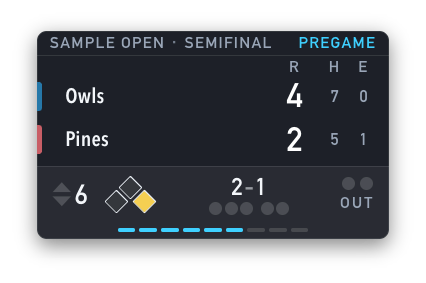 SAMPLE OPEN · SEMIFINAL PREGAME
R H E
Owls 4 7 0
Pines 2 5 1
6 2-1
OUT